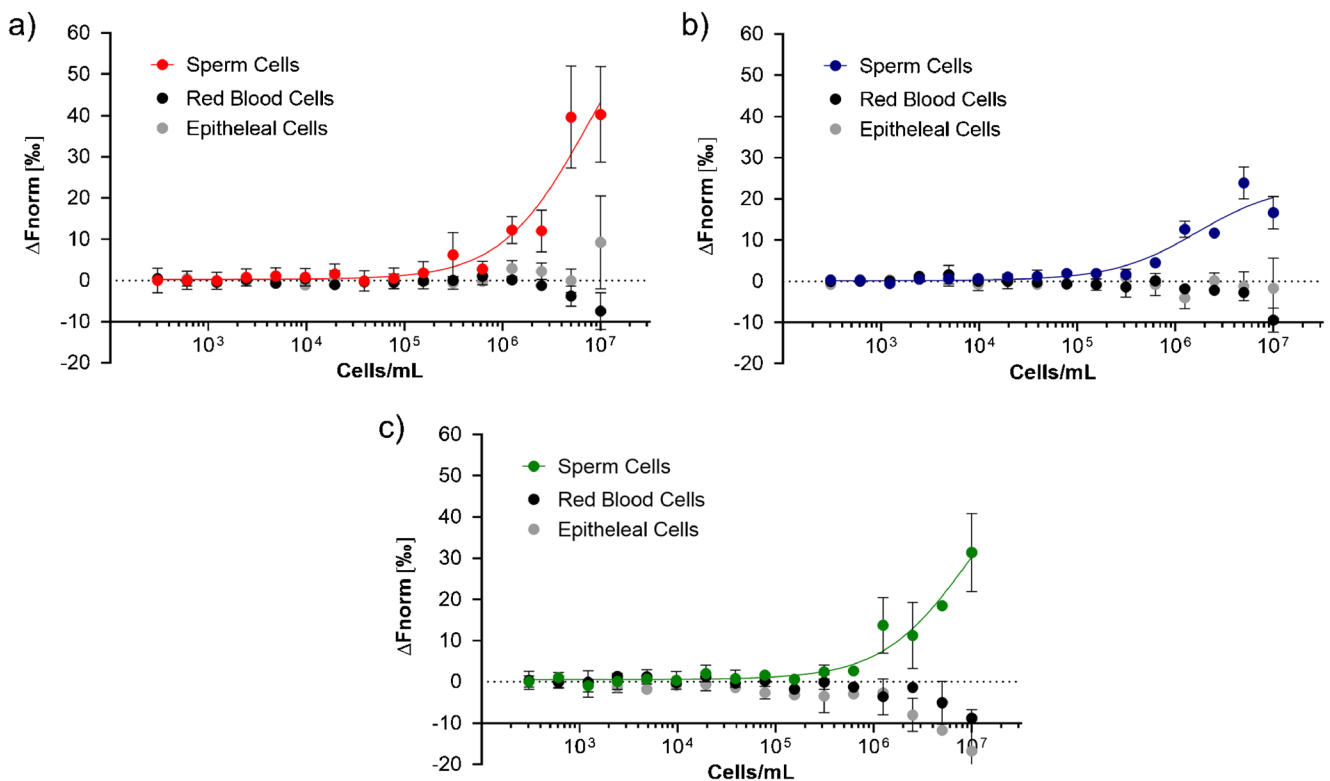 a)
60
50
40
30
20
10
0
-10
-20
ΔFnorm [‰]
Sperm Cells
Red Blood Cells
Epitheleal Cells
10³ 10⁴ 10⁵ 10⁶ 10⁷
Cells/mL
b)
60
50
40
30
20
10
0
-10
-20
ΔFnorm [‰]
Sperm Cells
Red Blood Cells
Epitheleal Cells
10³ 10⁴ 10⁵ 10⁶ 10⁷
Cells/mL
c)
60
50
40
30
20
10
0
-10
-20
ΔFnorm [‰]
Sperm Cells
Red Blood Cells
Epitheleal Cells
10³ 10⁴ 10⁵ 10⁶ 10⁷
Cells/mL